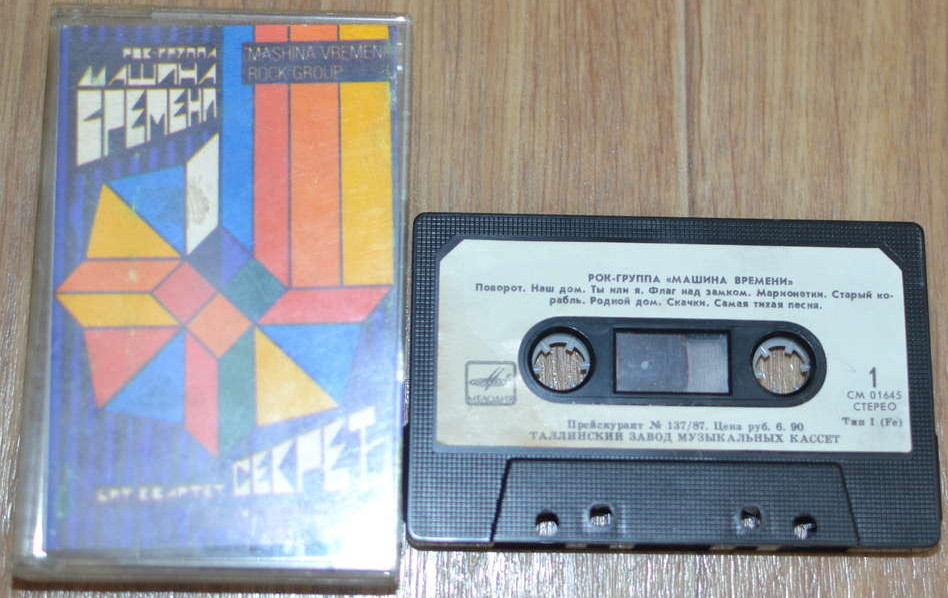 РОК-ГРУППА
МАШИНА
ВРЕМЕНИ
MASHINA VREMENI
ROCK GROUP
СЕКРЕТ
БИТ-КВАРТЕТ
РОК-ГРУППА «МАШИНА ВРЕМЕНИ»
Поворот. Наш дом. Ты или я. Флаг над замком. Марионетки. Старый ко-
рабль. Родной дом. Скачки. Самая тихая песня.
МЕЛОДИЯ
1
СМ 01645
СТЕРЕО
Тип I (Fe)
Прейскурант № 137/87. Цена руб. 6. 90
ТАЛЛИНСКИЙ ЗАВОД МУЗЫКАЛЬНЫХ КАССЕТ